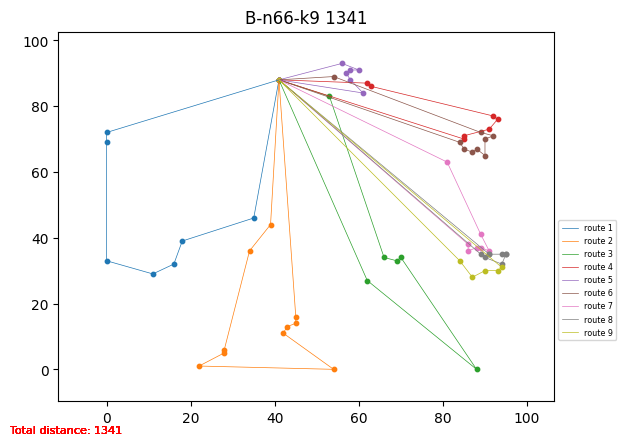 B-n66-k9 1341
100
80
60
40
20
0
0 20 40 60 80 100
route 1
route 2
route 3
route 4
route 5
route 6
route 7
route 8
route 9
Total distance: 1341